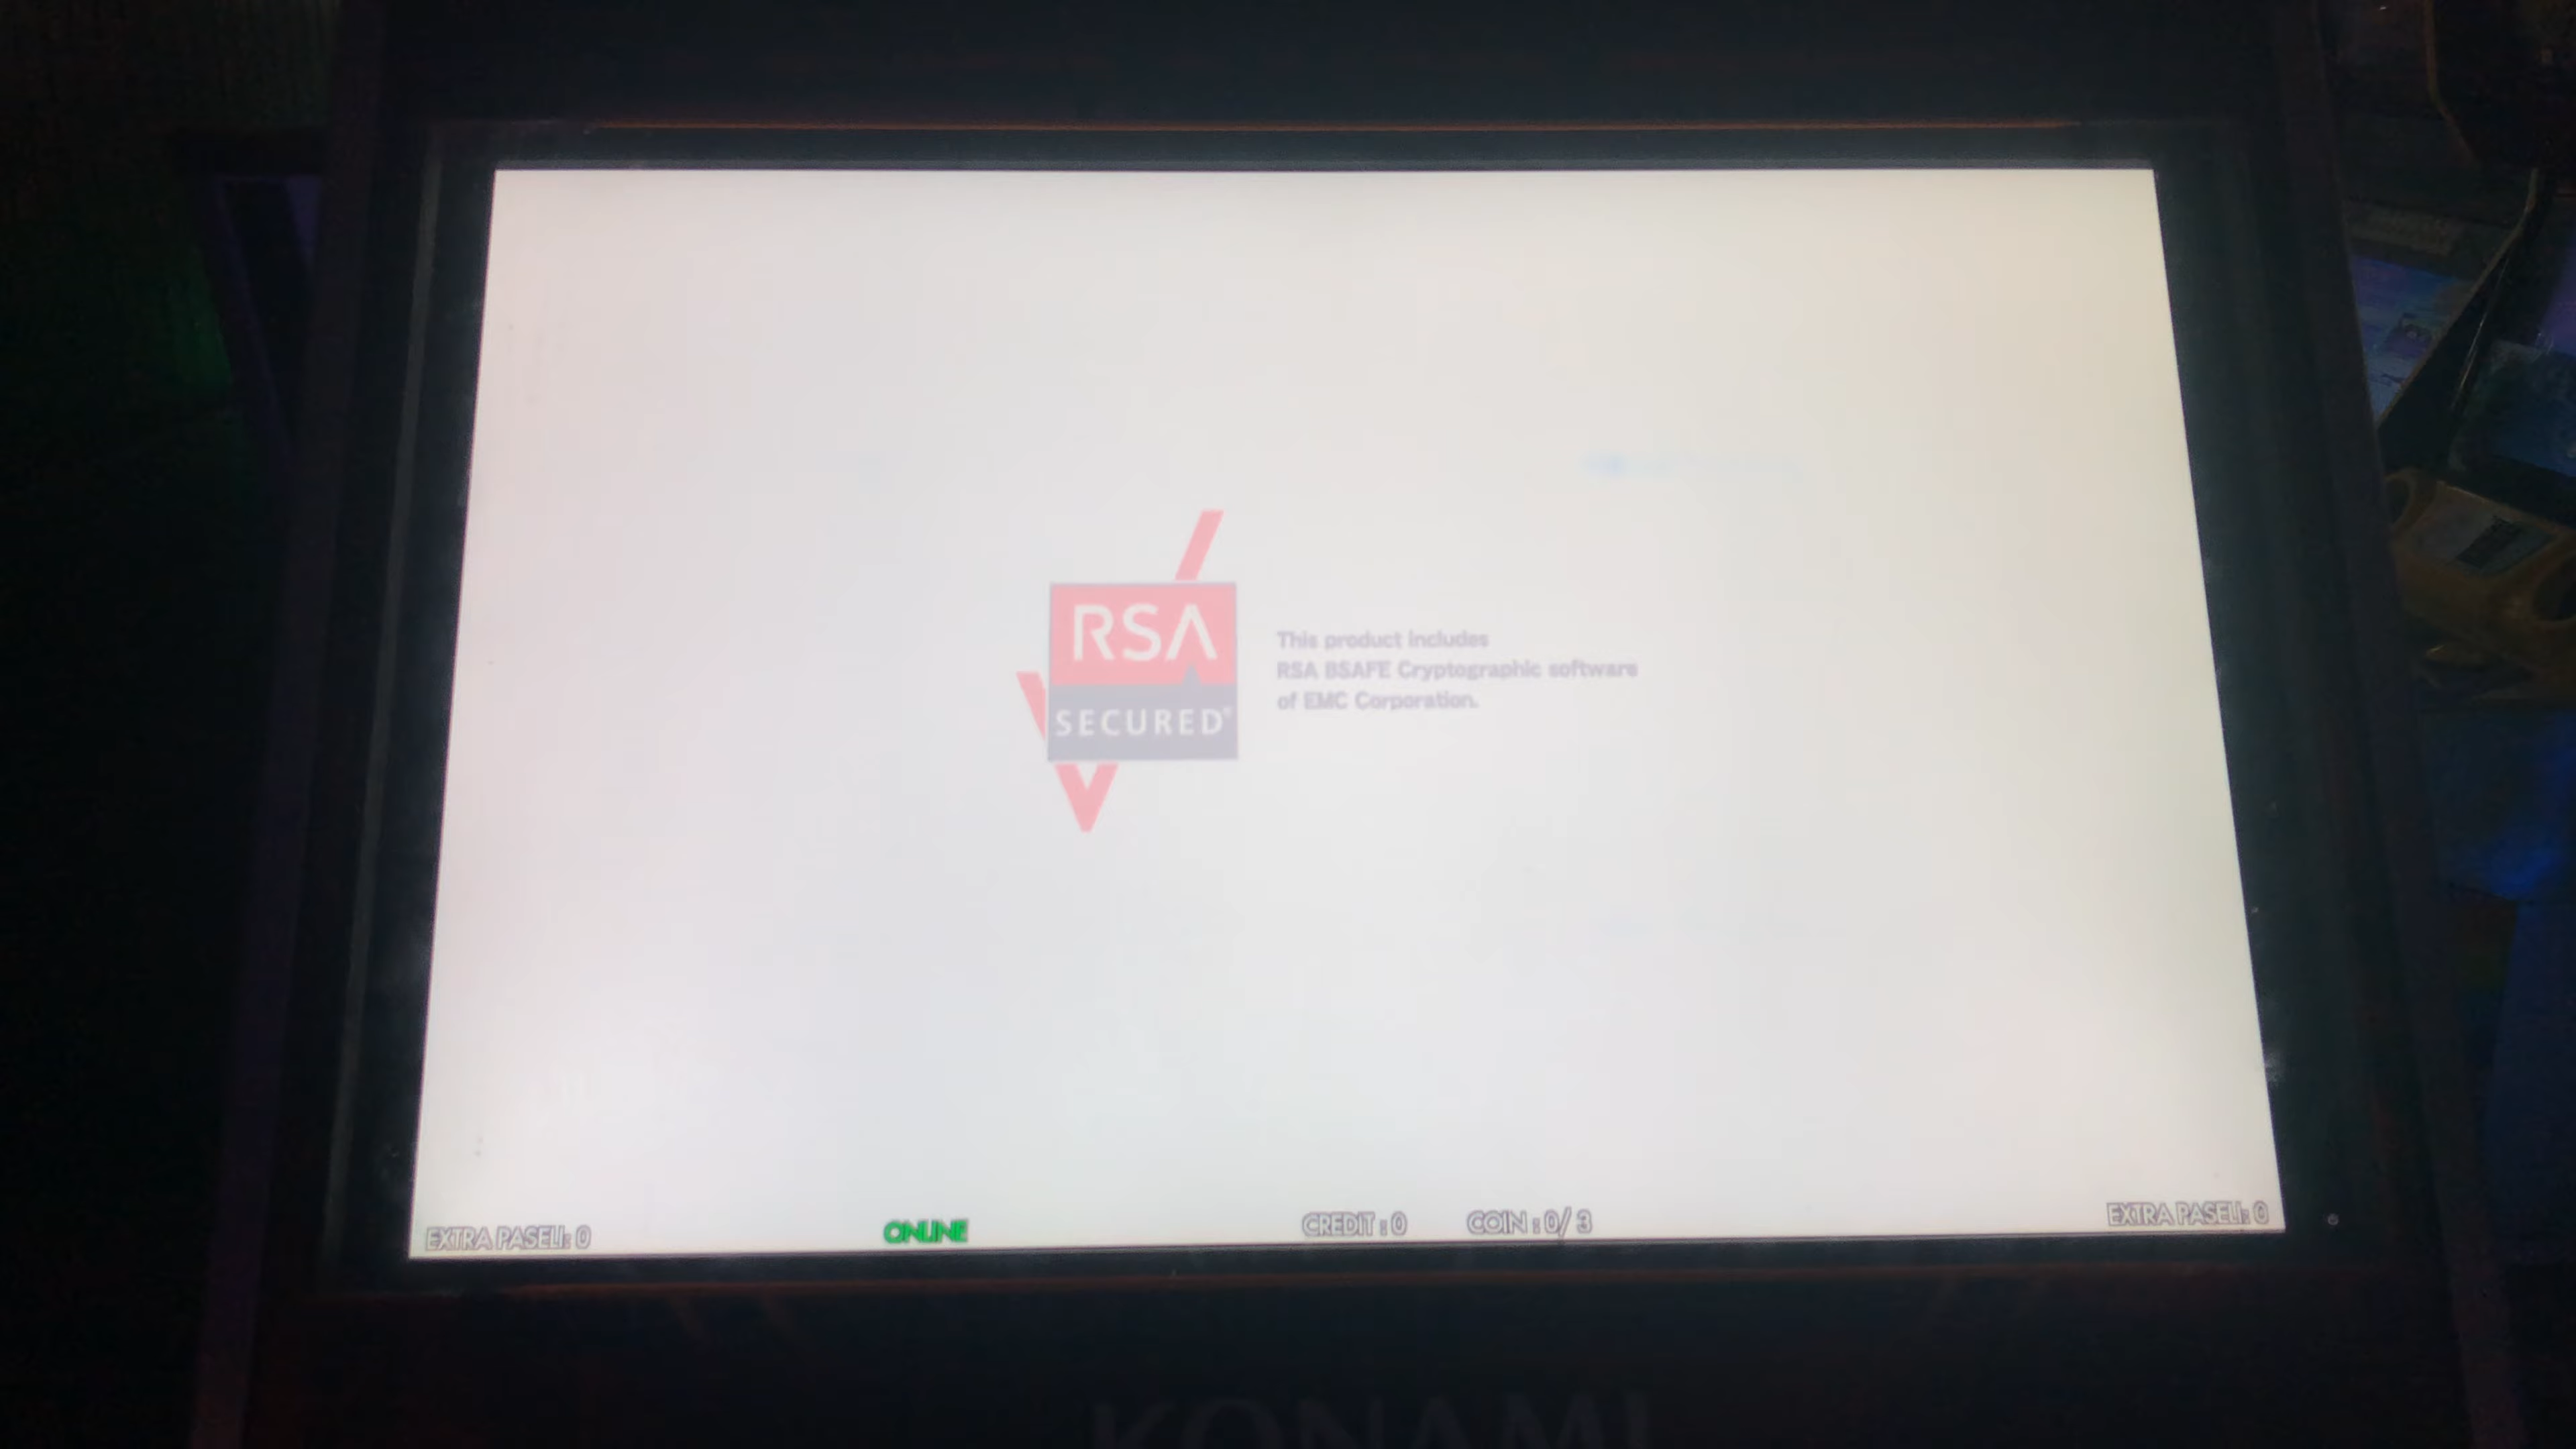 RSA
SECURED®
This product includes
RSA BSAFE Cryptographic software
of EMC Corporation.
EXTRA PASELI: 0
ONLINE
CREDIT : 0
COIN : 0/ 3
EXTRA PASELI: 0
KONAMI